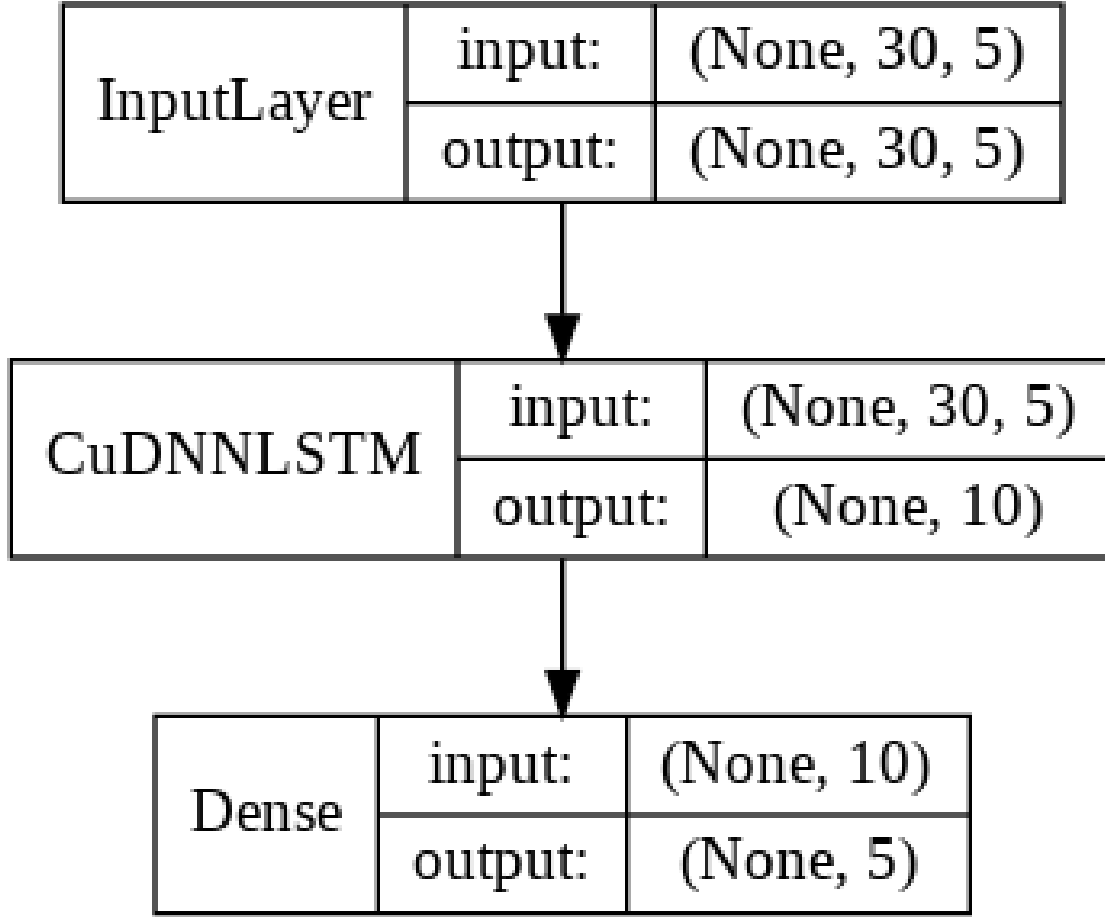 InputLayer
input: (None, 30, 5)
output: (None, 30, 5)
CuDNNLSTM
input: (None, 30, 5)
output: (None, 10)
Dense
input: (None, 10)
output: (None, 5)